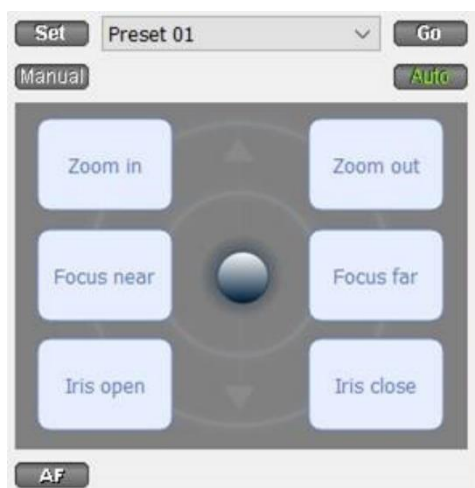 Set Preset 01 Go
Manual Auto
Zoom in Zoom out
Focus near Focus far
Iris open Iris close
AF